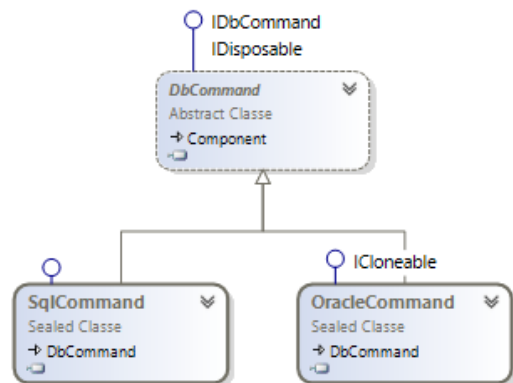 IDbCommand
IDisposable
DbCommand
Abstract Classe
Component
ICloneable
SqlCommand
Sealed Classe
DbCommand
OracleCommand
Sealed Classe
DbCommand